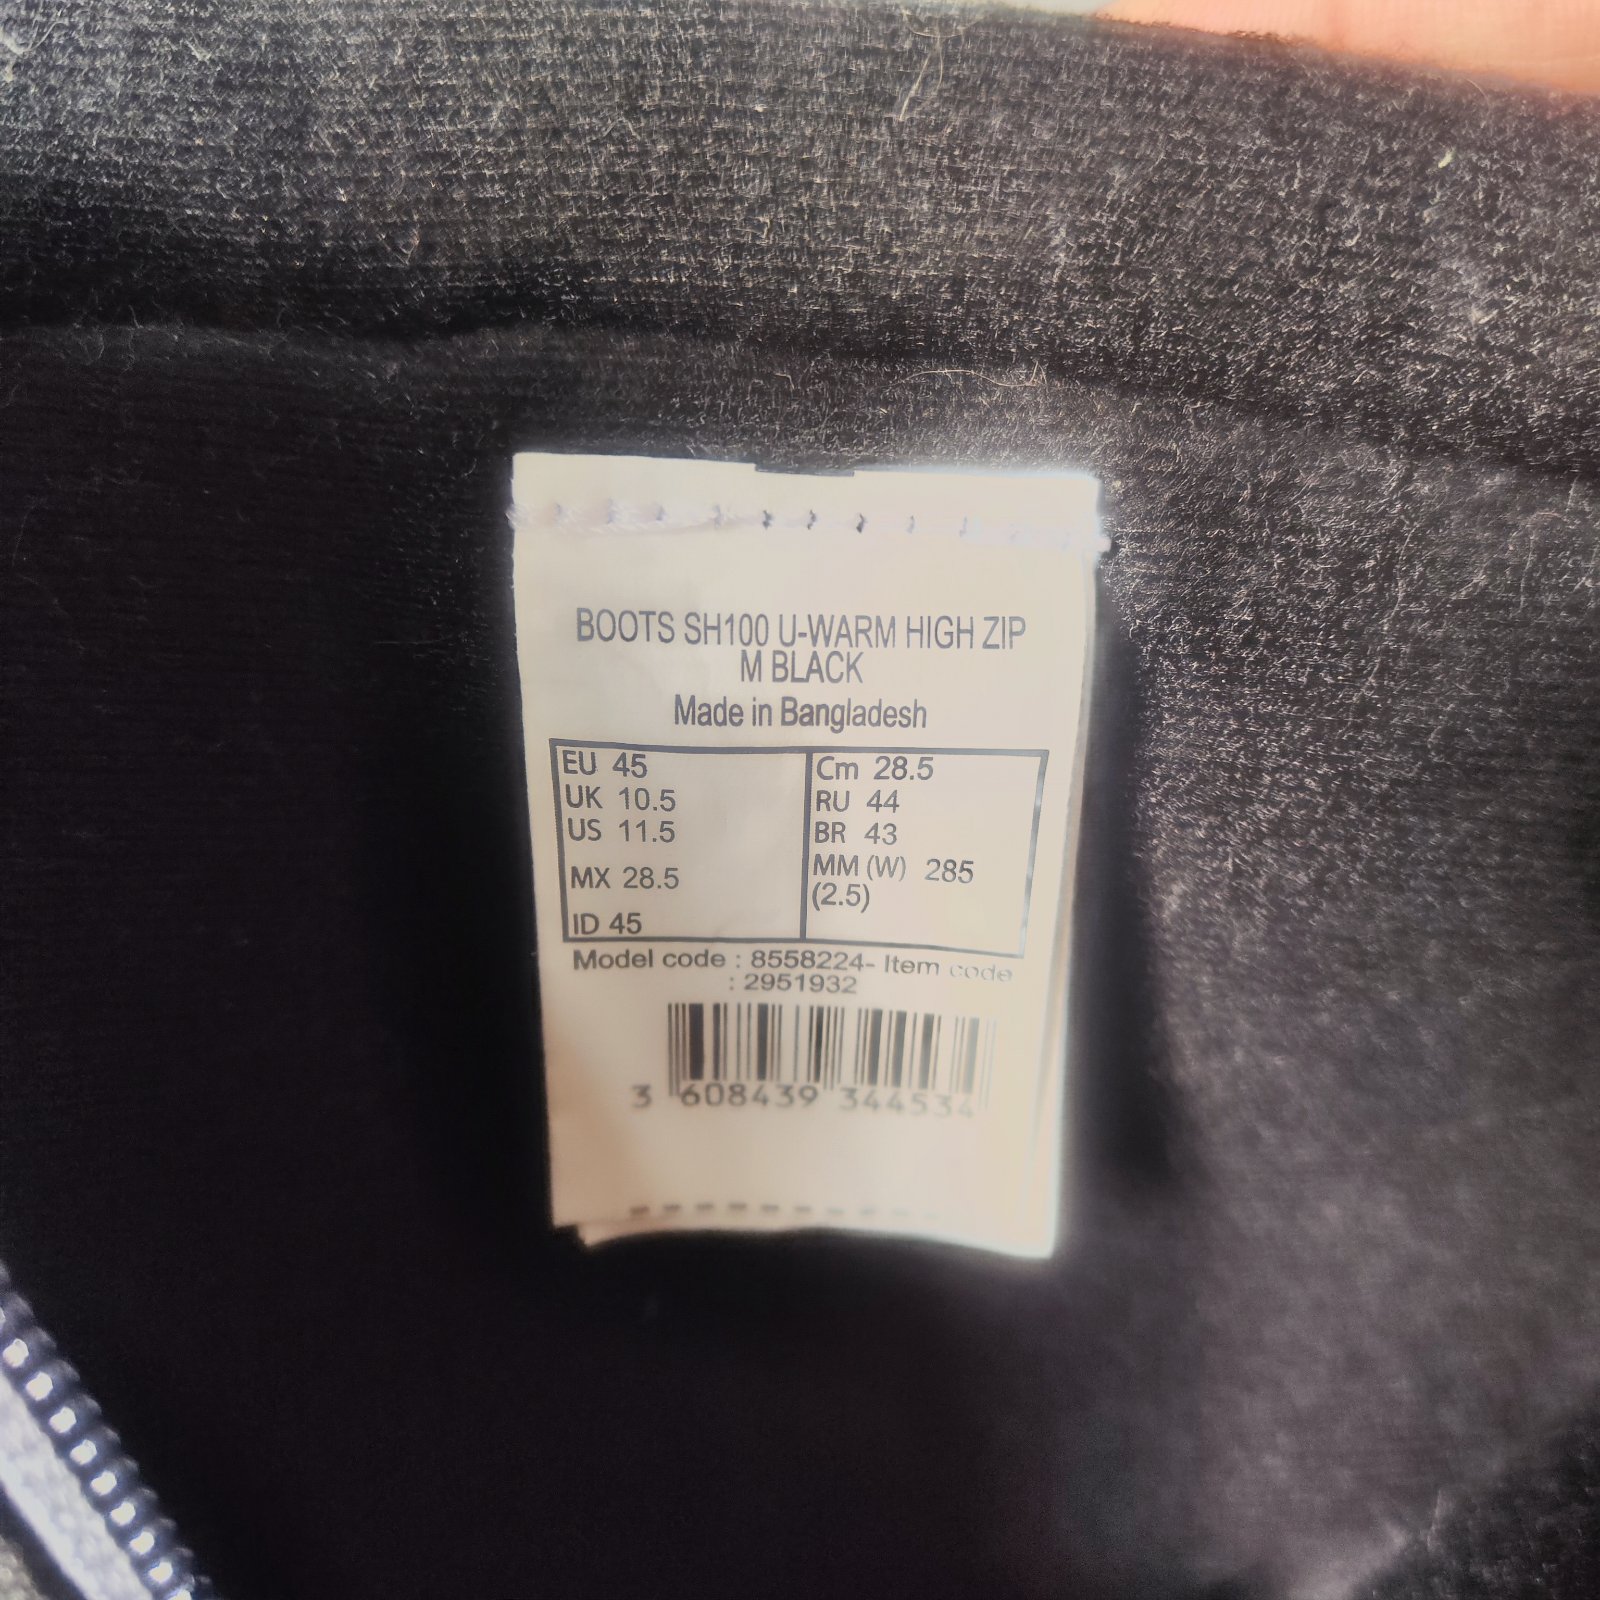 BOOTS SH100 U-WARM HIGH ZIP
M BLACK
Made in Bangladesh
EU 45
UK 10.5
US 11.5
MX 28.5
ID 45
Cm 28.5
RU 44
BR 43
MM (W) 285
(2.5)
Model code : 8558224- Item code
: 2951932
3 608439 344534